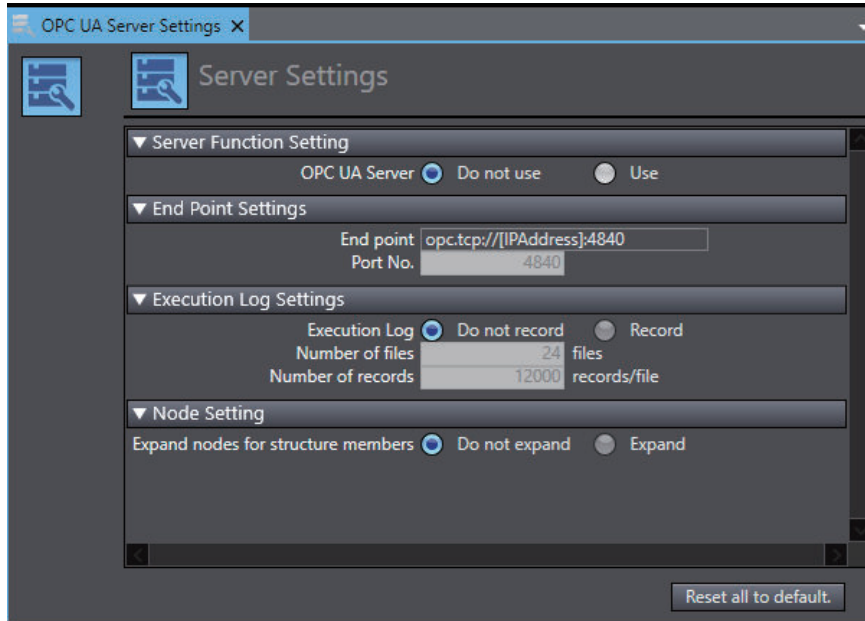 OPC UA Server Settings X
Server Settings
▼ Server Function Setting
OPC UA Server Do not use Use
▼ End Point Settings
End point opc.tcp://[IPAddress]:4840
Port No. 4840
▼ Execution Log Settings
Execution Log Do not record Record
Number of files 24 files
Number of records 12000 records/file
▼ Node Setting
Expand nodes for structure members Do not expand Expand
Reset all to default.